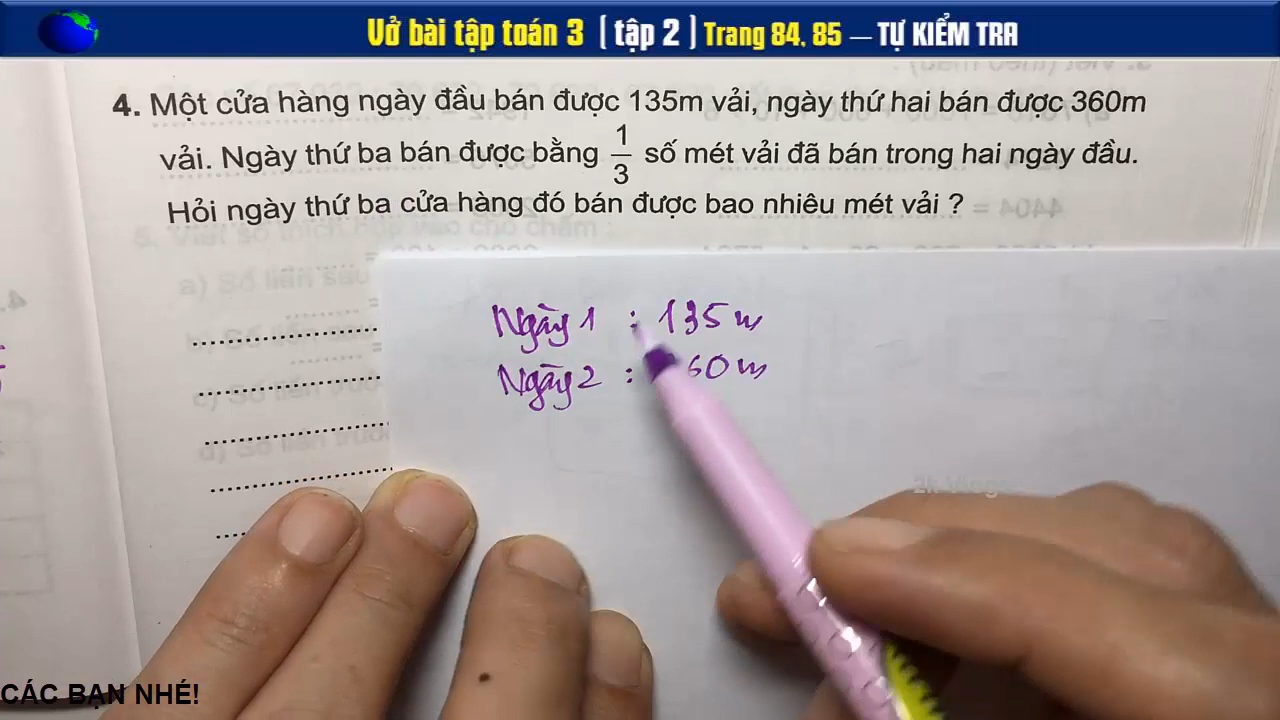 Vở bài tập toán 3 ( tập 2 ) Trang 84, 85 – TỰ KIỂM TRA
4. Một cửa hàng ngày đầu bán được 135m vải, ngày thứ hai bán được 360m
vải. Ngày thứ ba bán được bằng 1/3 số mét vải đã bán trong hai ngày đầu.
Hỏi ngày thứ ba cửa hàng đó bán được bao nhiêu mét vải ?
Ngày 1 : 135 m
Ngày 2 : 60 m
CÁC BẠN NHÉ!